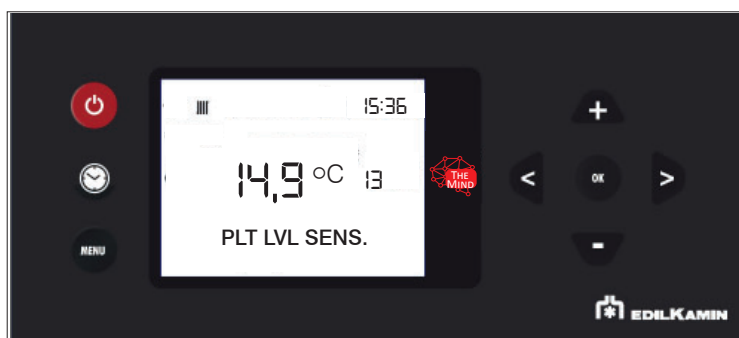 15:36
14,9 °C 13
THE MIND
< OK >
+
-
PLT LVL SENS.
MENU
EDILKAMIN